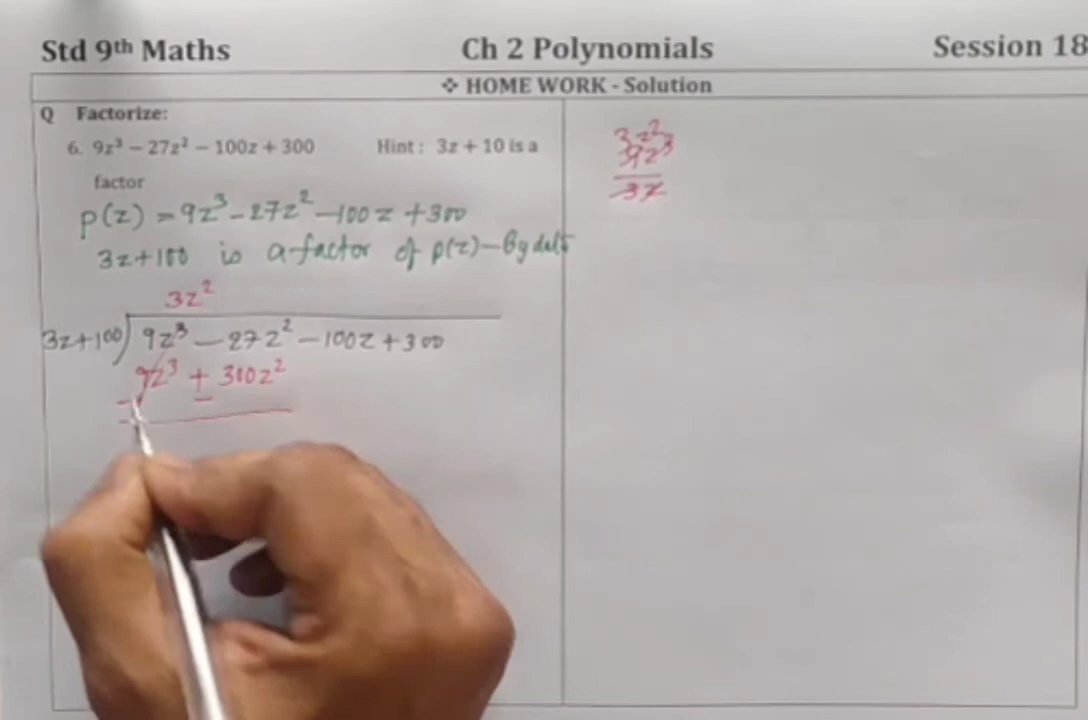 Std 9th Maths Ch 2 Polynomials Session 18
❖ HOME WORK - Solution
Q Factorize:
6. 9z³ – 27z² – 100z + 300 Hint : 3z + 10 is a
factor
p(z) = 9z³ - 27z² - 100z + 300
3z+100 is a factor of p(z) - By
3z²
3z+100) 9z³ - 27z² - 100z + 300
9z³ + 300z²
- -
3z²
9z³
3z